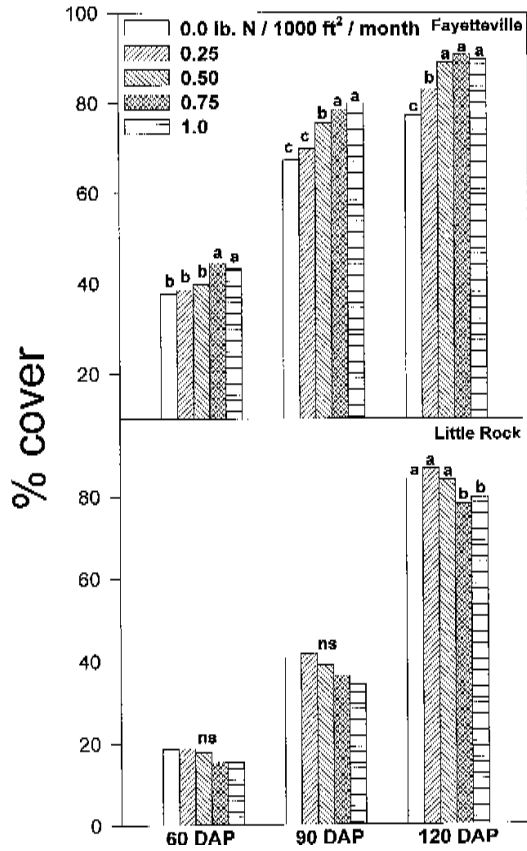 0.0 lb. N / 1000 ft² / month
0.25
0.50
0.75
1.0
Fayetteville
100
80
60
40
20
b b b a a
c c b a a
c b a a a
% cover
Little Rock
80
60
40
20
0
ns
ns
a a a b b
60 DAP 90 DAP 120 DAP